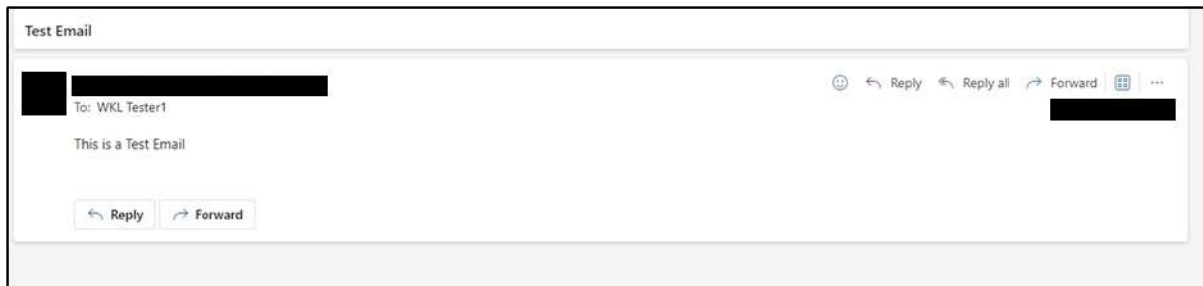 Test Email
Reply Reply all Forward ...
To: WKL Tester1
This is a Test Email
Reply Forward